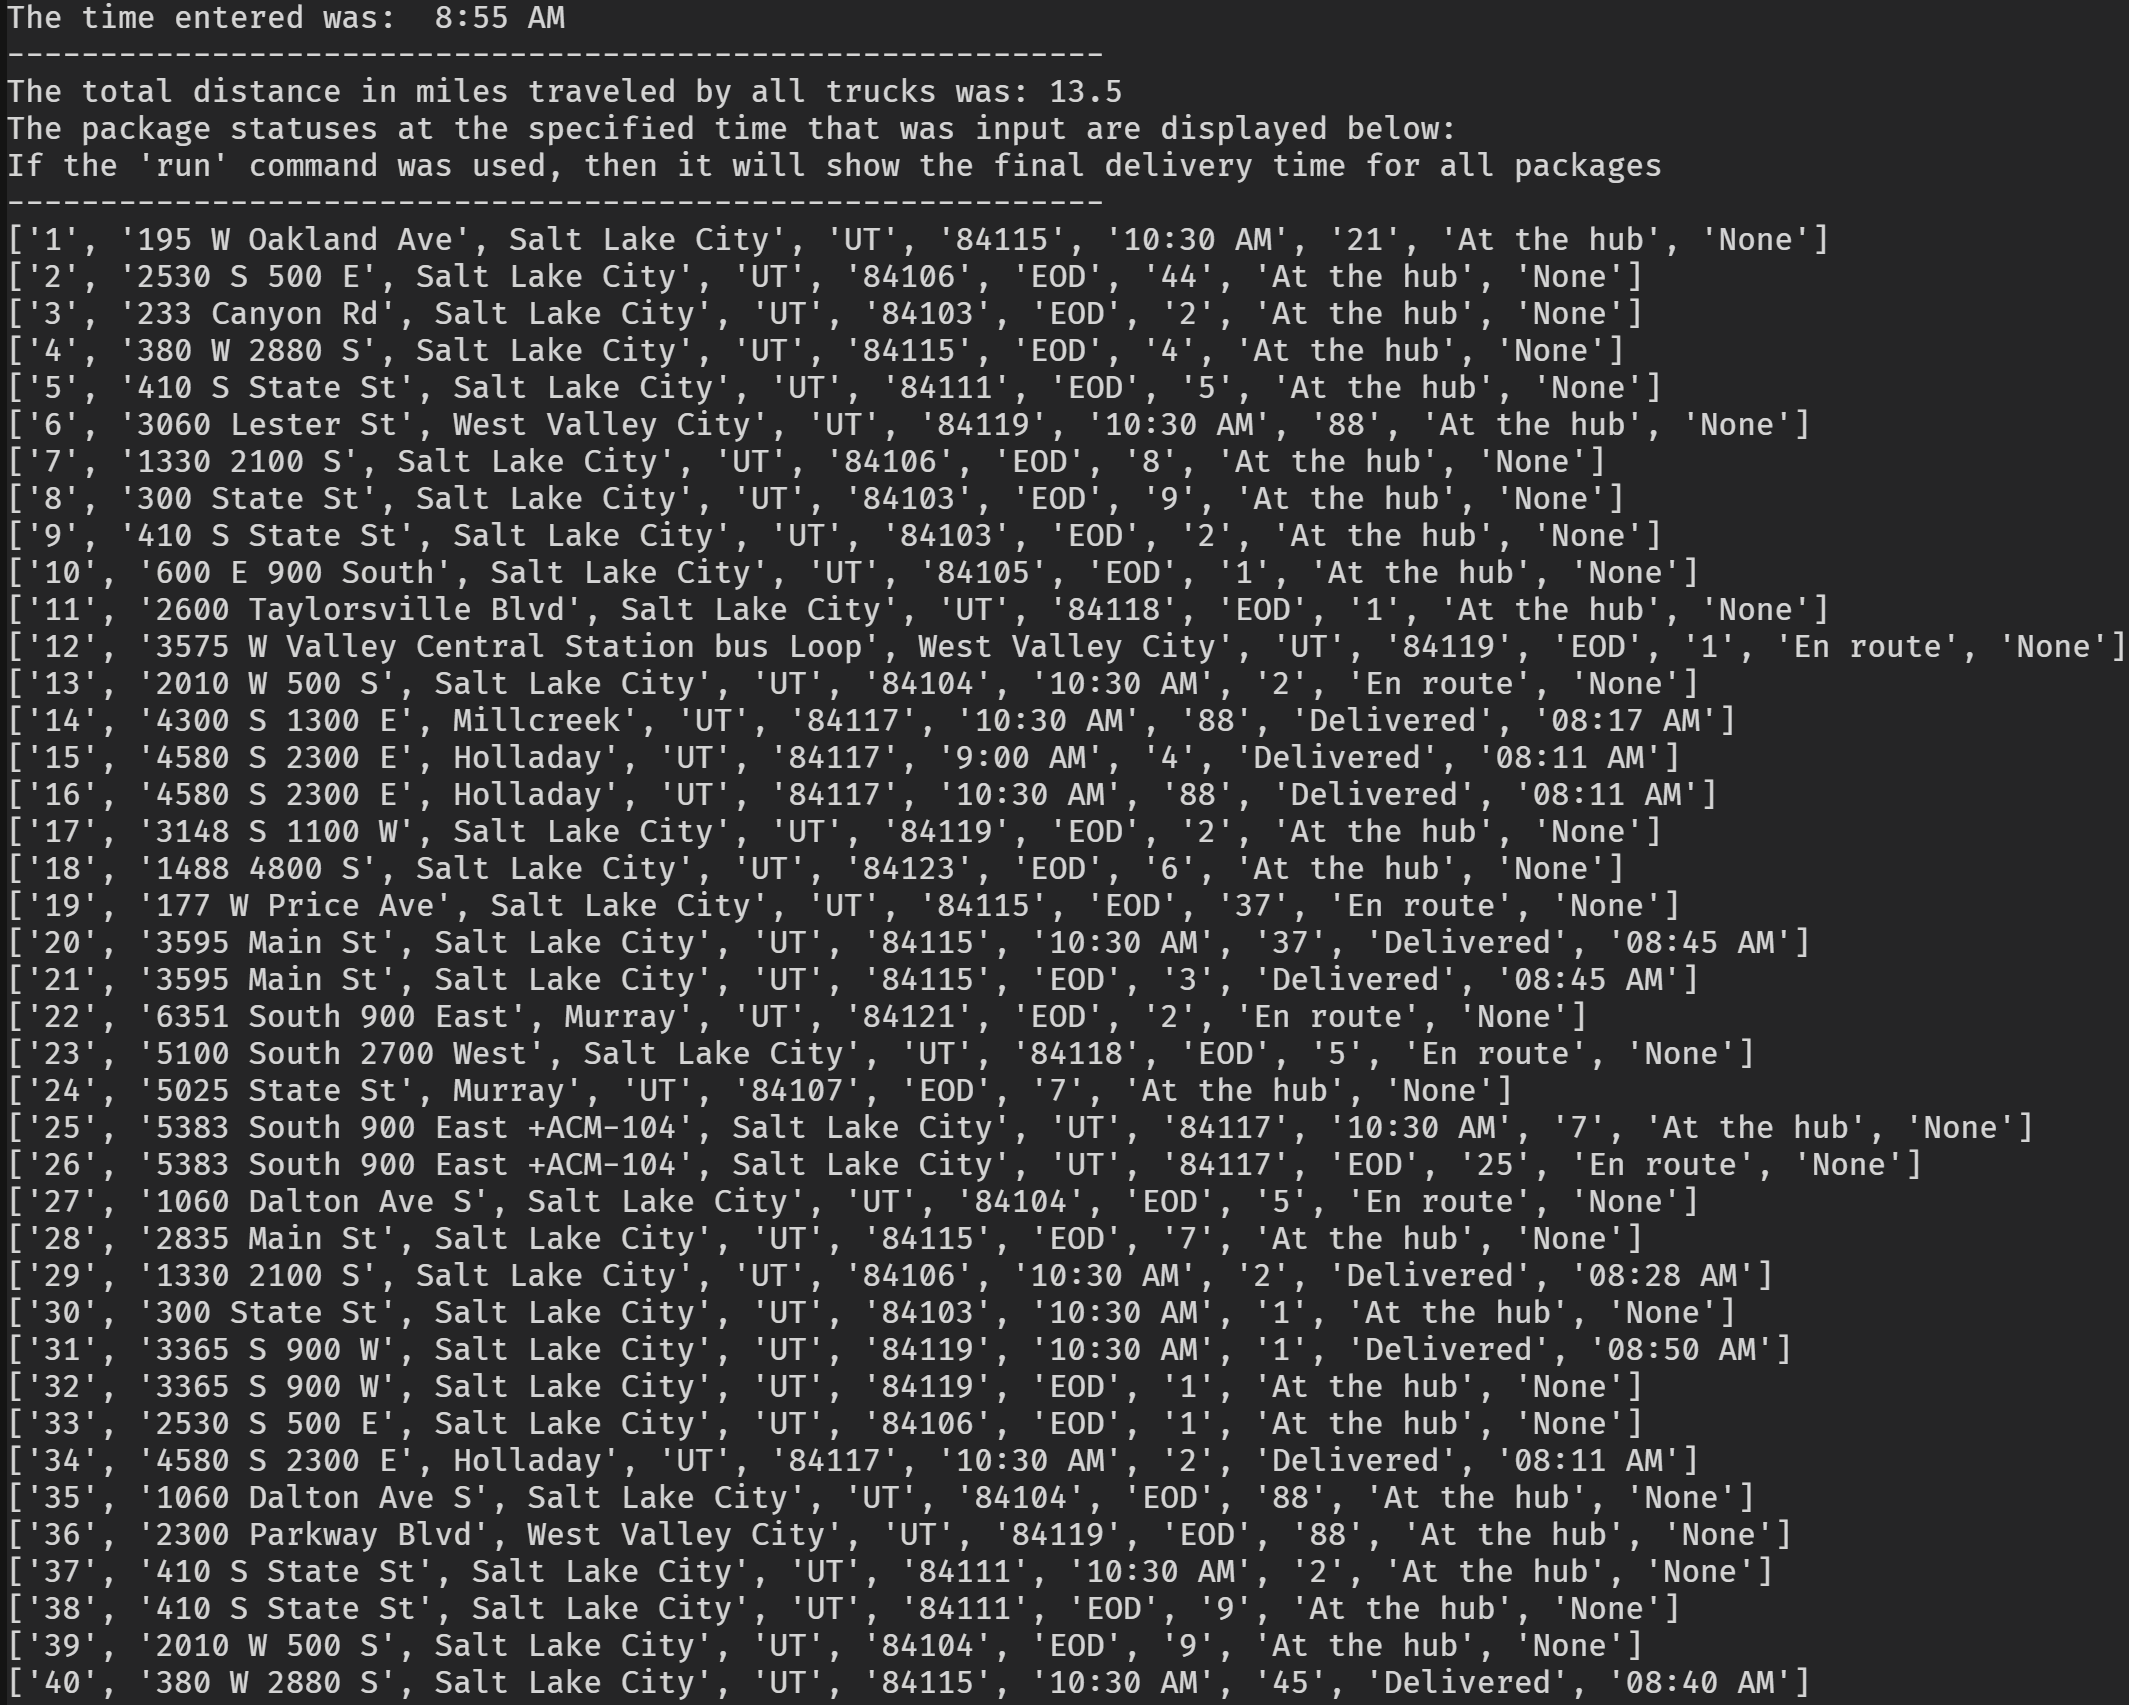 The time entered was:  8:55 AM
-----------------------------------------------------------
The total distance in miles traveled by all trucks was: 13.5
The package statuses at the specified time that was input are displayed below:
If the 'run' command was used, then it will show the final delivery time for all packages
-----------------------------------------------------------
['1', '195 W Oakland Ave', Salt Lake City', 'UT', '84115', '10:30 AM', '21', 'At the hub', 'None']
['2', '2530 S 500 E', Salt Lake City', 'UT', '84106', 'EOD', '44', 'At the hub', 'None']
['3', '233 Canyon Rd', Salt Lake City', 'UT', '84103', 'EOD', '2', 'At the hub', 'None']
['4', '380 W 2880 S', Salt Lake City', 'UT', '84115', 'EOD', '4', 'At the hub', 'None']
['5', '410 S State St', Salt Lake City', 'UT', '84111', 'EOD', '5', 'At the hub', 'None']
['6', '3060 Lester St', West Valley City', 'UT', '84119', '10:30 AM', '88', 'At the hub', 'None']
['7', '1330 2100 S', Salt Lake City', 'UT', '84106', 'EOD', '8', 'At the hub', 'None']
['8', '300 State St', Salt Lake City', 'UT', '84103', 'EOD', '9', 'At the hub', 'None']
['9', '410 S State St', Salt Lake City', 'UT', '84103', 'EOD', '2', 'At the hub', 'None']
['10', '600 E 900 South', Salt Lake City', 'UT', '84105', 'EOD', '1', 'At the hub', 'None']
['11', '2600 Taylorsville Blvd', Salt Lake City', 'UT', '84118', 'EOD', '1', 'At the hub', 'None']
['12', '3575 W Valley Central Station bus Loop', West Valley City', 'UT', '84119', 'EOD', '1', 'En route', 'None']
['13', '2010 W 500 S', Salt Lake City', 'UT', '84104', '10:30 AM', '2', 'En route', 'None']
['14', '4300 S 1300 E', Millcreek', 'UT', '84117', '10:30 AM', '88', 'Delivered', '08:17 AM']
['15', '4580 S 2300 E', Holladay', 'UT', '84117', '9:00 AM', '4', 'Delivered', '08:11 AM']
['16', '4580 S 2300 E', Holladay', 'UT', '84117', '10:30 AM', '88', 'Delivered', '08:11 AM']
['17', '3148 S 1100 W', Salt Lake City', 'UT', '84119', 'EOD', '2', 'At the hub', 'None']
['18', '1488 4800 S', Salt Lake City', 'UT', '84123', 'EOD', '6', 'At the hub', 'None']
['19', '177 W Price Ave', Salt Lake City', 'UT', '84115', 'EOD', '37', 'En route', 'None']
['20', '3595 Main St', Salt Lake City', 'UT', '84115', '10:30 AM', '37', 'Delivered', '08:45 AM']
['21', '3595 Main St', Salt Lake City', 'UT', '84115', 'EOD', '3', 'Delivered', '08:45 AM']
['22', '6351 South 900 East', Murray', 'UT', '84121', 'EOD', '2', 'En route', 'None']
['23', '5100 South 2700 West', Salt Lake City', 'UT', '84118', 'EOD', '5', 'En route', 'None']
['24', '5025 State St', Murray', 'UT', '84107', 'EOD', '7', 'At the hub', 'None']
['25', '5383 South 900 East +ACM-104', Salt Lake City', 'UT', '84117', '10:30 AM', '7', 'At the hub', 'None']
['26', '5383 South 900 East +ACM-104', Salt Lake City', 'UT', '84117', 'EOD', '25', 'En route', 'None']
['27', '1060 Dalton Ave S', Salt Lake City', 'UT', '84104', 'EOD', '5', 'En route', 'None']
['28', '2835 Main St', Salt Lake City', 'UT', '84115', 'EOD', '7', 'At the hub', 'None']
['29', '1330 2100 S', Salt Lake City', 'UT', '84106', '10:30 AM', '2', 'Delivered', '08:28 AM']
['30', '300 State St', Salt Lake City', 'UT', '84103', '10:30 AM', '1', 'At the hub', 'None']
['31', '3365 S 900 W', Salt Lake City', 'UT', '84119', '10:30 AM', '1', 'Delivered', '08:50 AM']
['32', '3365 S 900 W', Salt Lake City', 'UT', '84119', 'EOD', '1', 'At the hub', 'None']
['33', '2530 S 500 E', Salt Lake City', 'UT', '84106', 'EOD', '1', 'At the hub', 'None']
['34', '4580 S 2300 E', Holladay', 'UT', '84117', '10:30 AM', '2', 'Delivered', '08:11 AM']
['35', '1060 Dalton Ave S', Salt Lake City', 'UT', '84104', 'EOD', '88', 'At the hub', 'None']
['36', '2300 Parkway Blvd', West Valley City', 'UT', '84119', 'EOD', '88', 'At the hub', 'None']
['37', '410 S State St', Salt Lake City', 'UT', '84111', '10:30 AM', '2', 'At the hub', 'None']
['38', '410 S State St', Salt Lake City', 'UT', '84111', 'EOD', '9', 'At the hub', 'None']
['39', '2010 W 500 S', Salt Lake City', 'UT', '84104', 'EOD', '9', 'At the hub', 'None']
['40', '380 W 2880 S', Salt Lake City', 'UT', '84115', '10:30 AM', '45', 'Delivered', '08:40 AM']